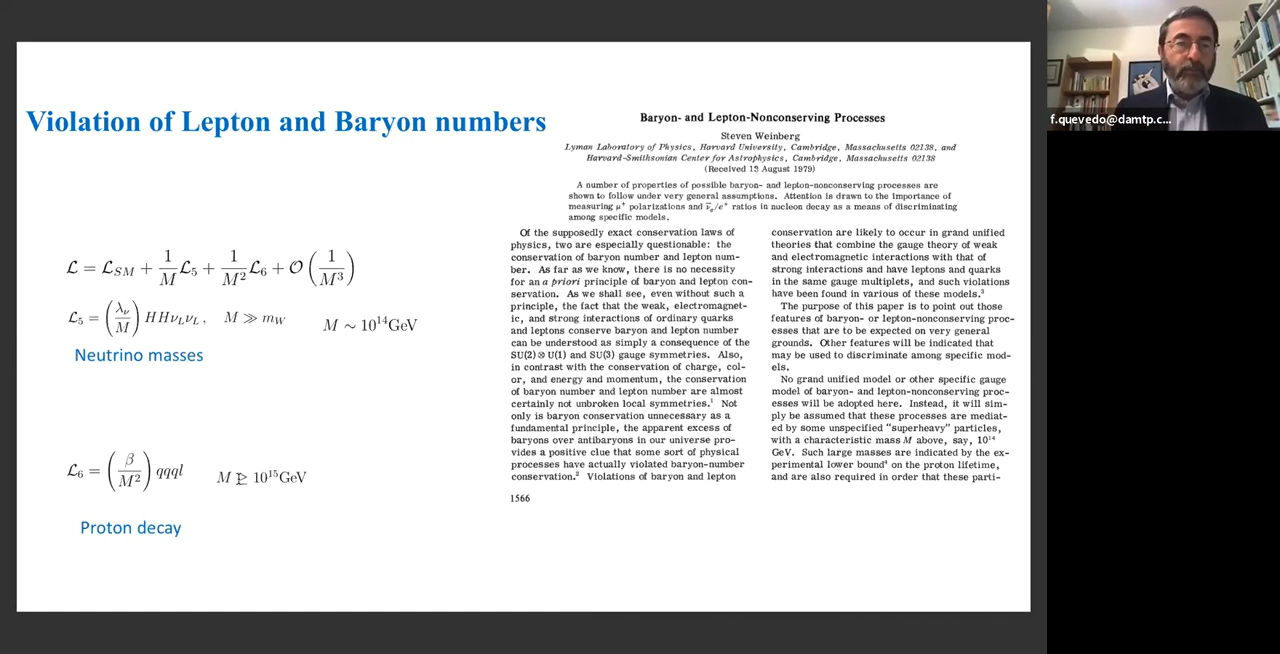 Violation of Lepton and Baryon numbers
ℒ = ℒ_SM + 1/M ℒ₅ + 1/M² ℒ₆ + 𝒪(1/M³)
ℒ₅ = (λ_ν/M) HHν_Lν_L, M ≫ m_W M ∼ 10¹⁴GeV
Neutrino masses
ℒ₆ = (β/M²) qqql M ≥ 10¹⁵GeV
Proton decay
Baryon- and Lepton-Nonconserving Processes
Steven Weinberg
Lyman Laboratory of Physics, Harvard University, Cambridge, Massachusetts 02138, and
Harvard-Smithsonian Center for Astrophysics, Cambridge, Massachusetts 02138
(Received 13 August 1979)
A number of properties of possible baryon- and lepton-nonconserving processes are
shown to follow under very general assumptions. Attention is drawn to the importance of
measuring μ⁺ polarizations and ν̄ₑ/e⁺ ratios in nucleon decay as a means of discriminating
among specific models.
Of the supposedly exact conservation laws of
physics, two are especially questionable: the
conservation of baryon number and lepton num-
ber. As far as we know, there is no necessity
for an a priori principle of baryon and lepton con-
servation. As we shall see, even without such a
principle, the fact that the weak, electromagnet-
ic, and strong interactions of ordinary quarks
and leptons conserve baryon and lepton number
can be understood as simply a consequence of the
SU(2)⊗U(1) and SU(3) gauge symmetries. Also,
in contrast with the conservation of charge, col-
or, and energy and momentum, the conservation
of baryon number and lepton number are almost
certainly not unbroken local symmetries.¹ Not
only is baryon conservation unnecessary as a
fundamental principle, the apparent excess of
baryons over antibaryons in our universe pro-
vides a positive clue that some sort of physical
processes have actually violated baryon-number
conservation.² Violations of baryon and lepton
1566
conservation are likely to occur in grand unified
theories that combine the gauge theory of weak
and electromagnetic interactions with that of
strong interactions and have leptons and quarks
in the same gauge multiplets, and such violations
have been found in various of these models.³
The purpose of this paper is to point out those
features of baryon- or lepton-nonconserving proc-
esses that are to be expected on very general
grounds. Other features will be indicated that
may be used to discriminate among specific mod-
els.
No grand unified model or other specific gauge
model of baryon- and lepton-nonconserving proc-
esses will be adopted here. Instead, it will sim-
ply be assumed that these processes are mediat-
ed by some unspecified “superheavy” particles,
with a characteristic mass M above, say, 10¹⁴
GeV. Such large masses are indicated by the ex-
perimental lower bound⁴ on the proton lifetime,
and are also required in order that these parti-
f.quevedo@damtp.c...